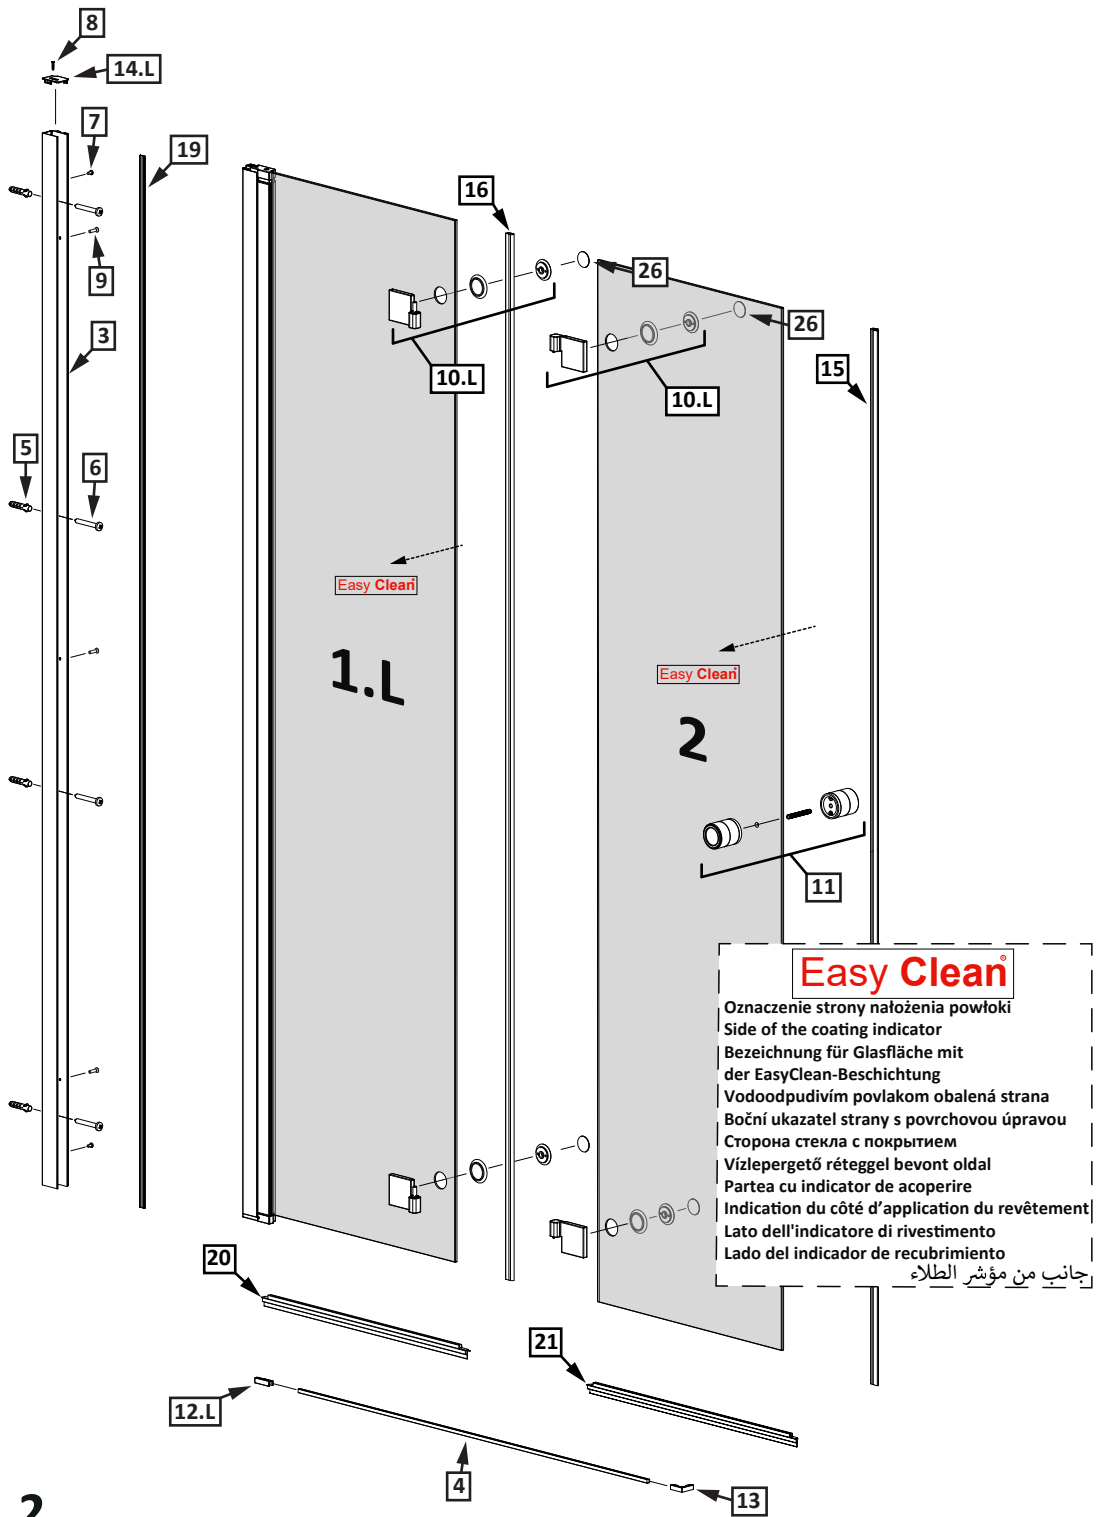 8
14.L
7
19
16
9
26
26
3
10.L
15
10.L
5
6
Easy Clean
1.L
Easy Clean
2
11
Easy Clean®
Oznaczenie strony nałożenia powłoki
Side of the coating indicator
Bezeichnung für Glasfläche mit
der EasyClean-Beschichtung
Vodoodpudivím povlakom obalená strana
Boční ukazatel strany s povrchovou úpravou
Сторона стекла с покрытием
Vízlepergető réteggel bevont oldal
Partea cu indicator de acoperire
Indication du côté d’application du revêtement
Lato dell'indicatore di rivestimento
Lado del indicador de recubrimiento
جانب من مؤشر الطلاء
20
21
12.L
4
13
2